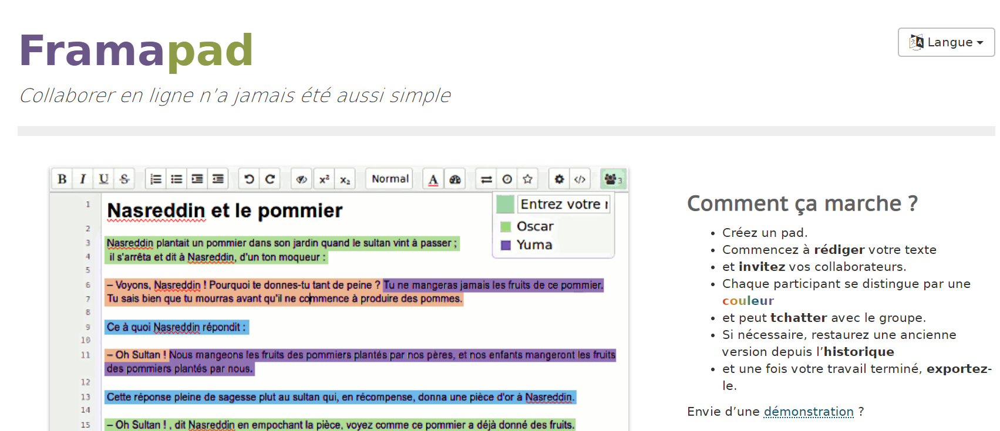 Framapad
Langue
Collaborer en ligne n'a jamais été aussi simple
B I U S Normal A 3
Entrez votre
Oscar
Yuma
1 Nasreddin et le pommier
2
3 Nasreddin plantait un pommier dans son jardin quand le sultan vint à passer ;
4 il s'arrêta et dit à Nasreddin, d'un ton moqueur :
5
6 – Voyons, Nasreddin ! Pourquoi te donnes-tu tant de peine ? Tu ne mangeras jamais les fruits de ce pommier.
7 Tu sais bien que tu mourras avant qu'il ne commence à produire des pommes.
8
9 Ce à quoi Nasreddin répondit :
10
11 – Oh Sultan ! Nous mangeons les fruits des pommiers plantés par nos pères, et nos enfants mangeront les fruits
des pommiers plantés par nous.
12
13 Cette réponse pleine de sagesse plut au sultan qui, en récompense, donna une pièce d'or à Nasreddin.
14
15 – Oh Sultan ! , dit Nasreddin en empochant la pièce, voyez comme ce pommier a déjà donné des fruits.
Comment ça marche ?
• Créez un pad.
• Commencez à rédiger votre texte
• et invitez vos collaborateurs.
• Chaque participant se distingue par une
couleur
• et peut tchatter avec le groupe.
• Si nécessaire, restaurez une ancienne
version depuis l’historique
• et une fois votre travail terminé, exportez-
le.
Envie d’une démonstration ?